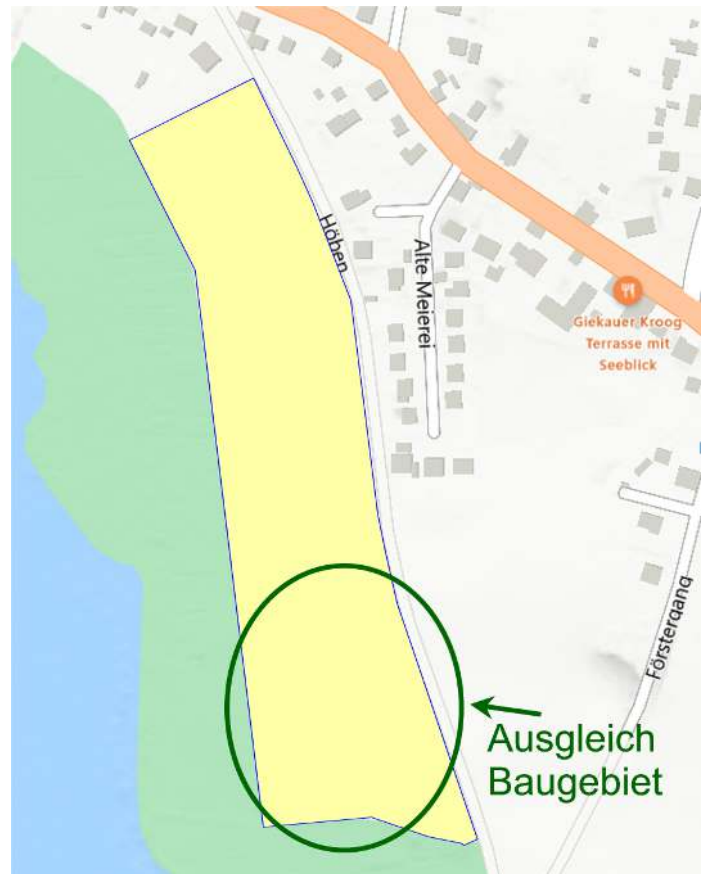 Höben
Alte Meierei
Giekauer Kroog
Terrasse mit
Seeblick
Förstergang
Ausgleich
Baugebiet